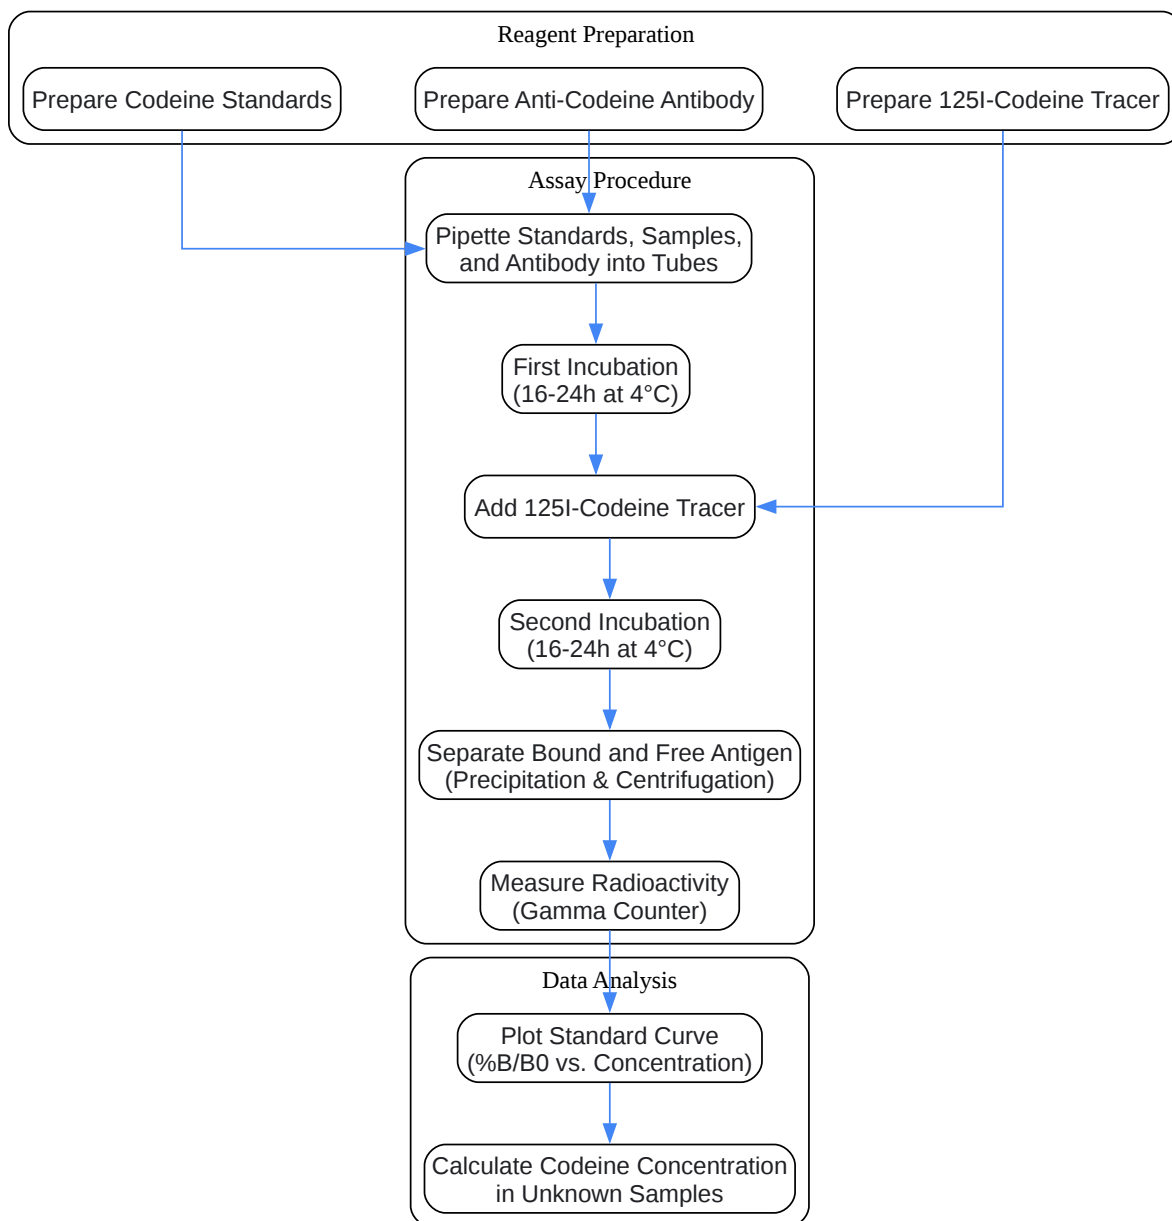 Reagent Preparation
Prepare Codeine Standards
Prepare Anti-Codeine Antibody
Prepare 125I-Codeine Tracer
Assay Procedure
Pipette Standards, Samples,
and Antibody into Tubes
First Incubation
(16-24h at 4°C)
Add 125I-Codeine Tracer
Second Incubation
(16-24h at 4°C)
Separate Bound and Free Antigen
(Precipitation & Centrifugation)
Measure Radioactivity
(Gamma Counter)
Data Analysis
Plot Standard Curve
(%B/B0 vs. Concentration)
Calculate Codeine Concentration
in Unknown Samples